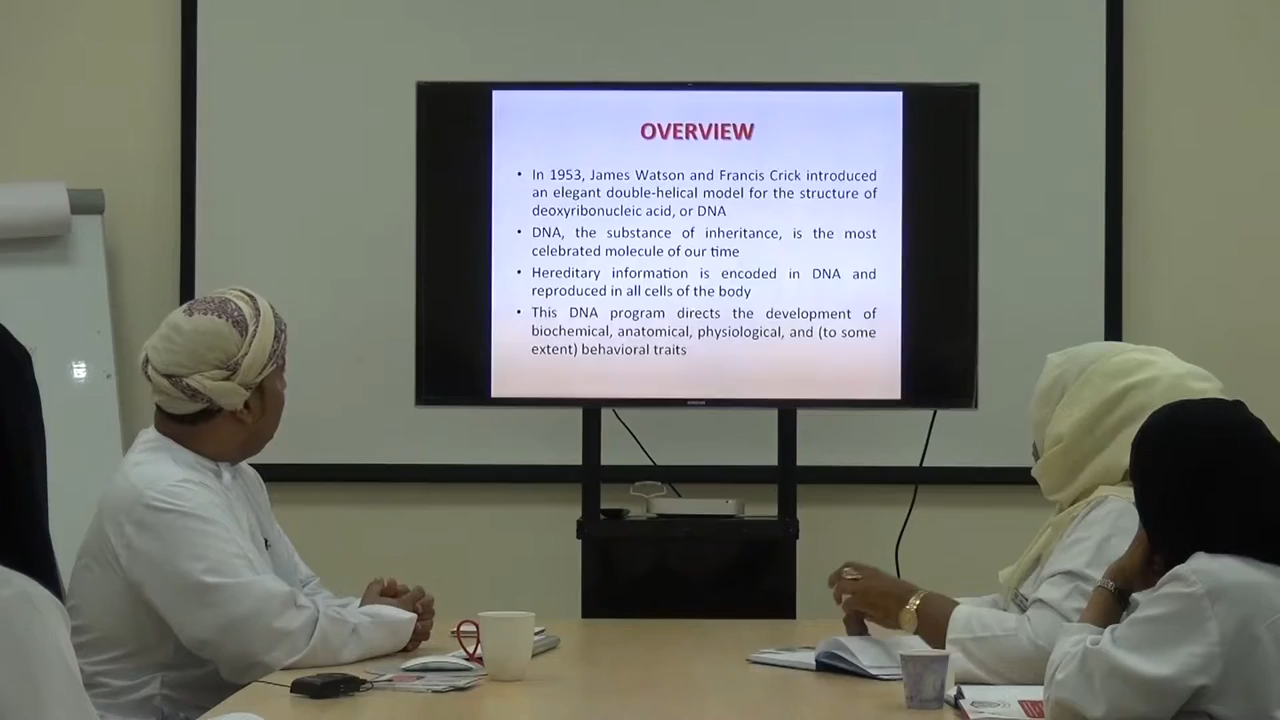 OVERVIEW
• In 1953, James Watson and Francis Crick introduced
an elegant double-helical model for the structure of
deoxyribonucleic acid, or DNA
• DNA, the substance of inheritance, is the most
celebrated molecule of our time
• Hereditary information is encoded in DNA and
reproduced in all cells of the body
• This DNA program directs the development of
biochemical, anatomical, physiological, and (to some
extent) behavioral traits